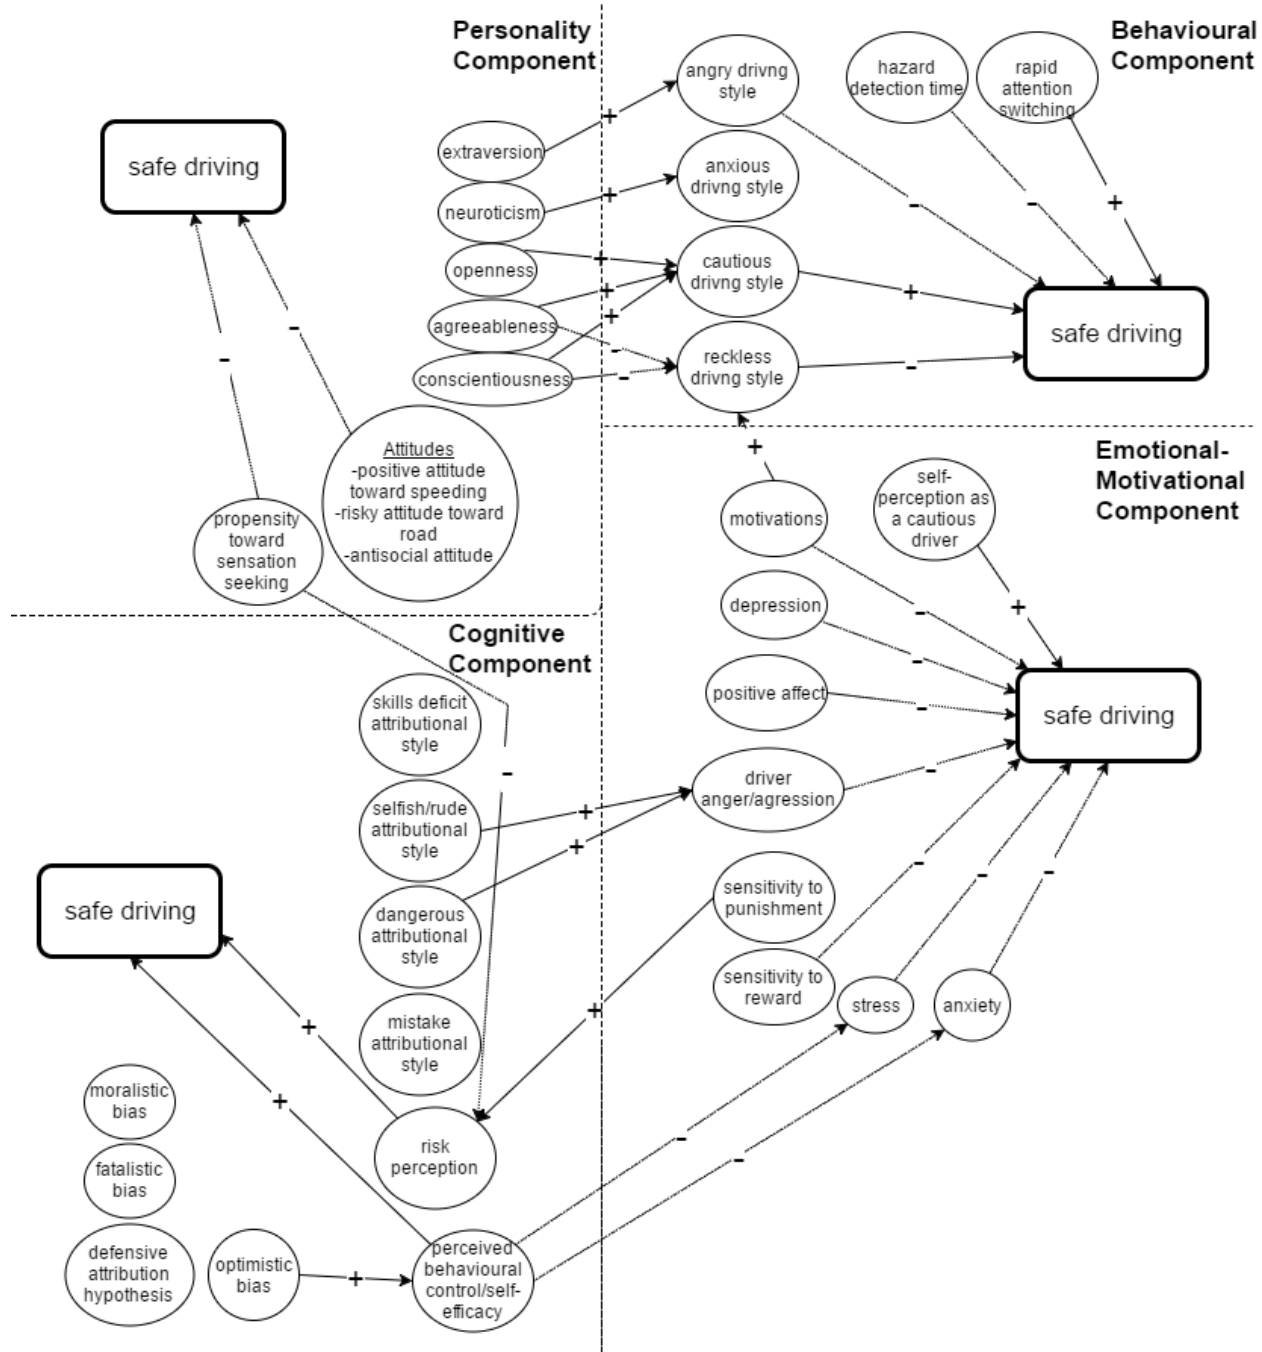 Personality
Component
safe driving
extraversion
neuroticism
openness
agreeableness
conscientiousness
Attitudes
-positive attitude
toward speeding
-risky attitude toward
road
-antisocial attitude
propensity
toward
sensation
seeking
-
-
+
+
+
+
+
-
-
Behavioural
Component
angry drivng
style
anxious
drivng style
cautious
drivng style
reckless
drivng style
hazard
detection time
rapid
attention
switching
-
-
+
+
-
safe driving
Emotional-
Motivational
Component
+
motivations
self-
perception as
a cautious
driver
depression
positive affect
driver
anger/agression
sensitivity to
punishment
sensitivity to
reward
stress
anxiety
-
+
-
-
-
-
-
-
safe driving
Cognitive
Component
skills deficit
attributional
style
selfish/rude
attributional
style
dangerous
attributional
style
mistake
attributional
style
-
+
+
+
safe driving
+
+
risk
perception
moralistic
bias
fatalistic
bias
defensive
attribution
hypothesis
optimistic
bias
+
perceived
behavioural
control/self-
efficacy
-
-